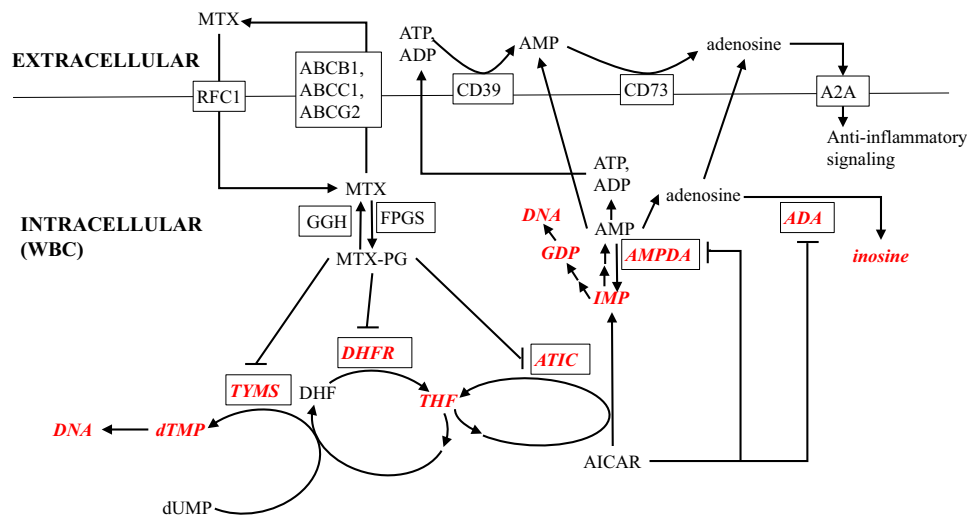 MTX
EXTRACELLULAR
RFC1
ABCB1,
ABCC1,
ABCG2
ATP,
ADP
CD39
AMP
CD73
adenosine
A2A
Anti-inflammatory
signaling
INTRACELLULAR
(WBC)
MTX
GGH
FPGS
MTX-PG
ATP,
ADP
AMP
adenosine
DNA
GDP
IMP
AMPDA
ADA
inosine
TYMS
DHFR
ATIC
DHF
THF
DNA
dTMP
dUMP
AICAR